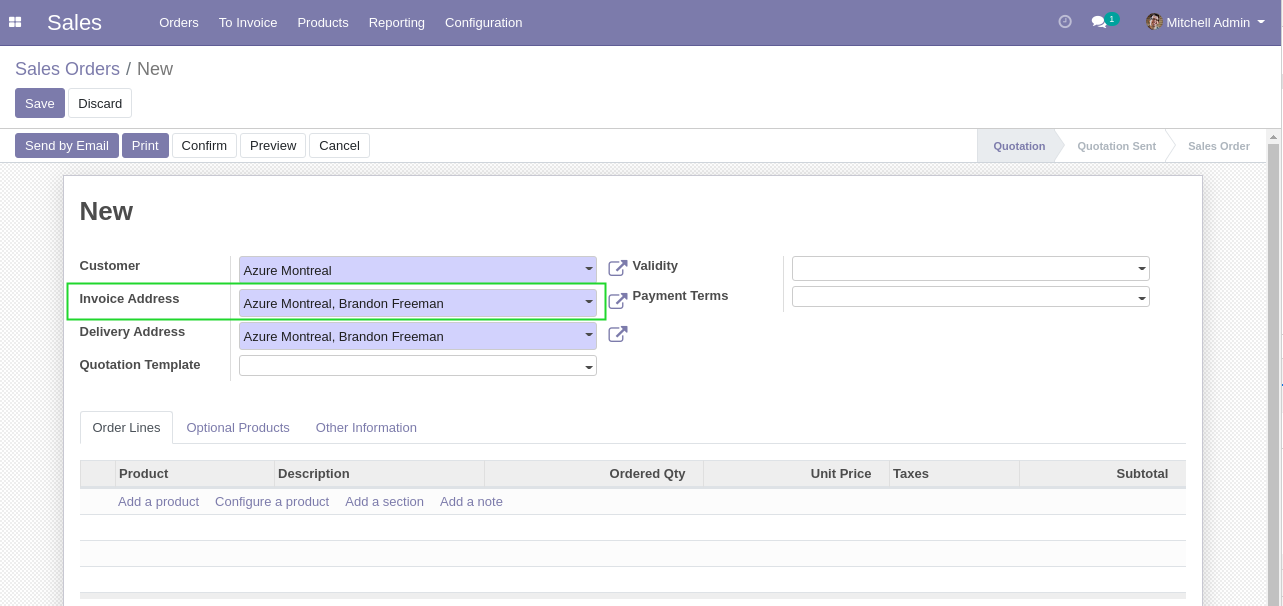 Sales Orders To Invoice Products Reporting Configuration 1 Mitchell Admin
Sales Orders / New
Save Discard
Send by Email Print Confirm Preview Cancel Quotation Quotation Sent Sales Order
New
Customer Azure Montreal Validity
Invoice Address Azure Montreal, Brandon Freeman Payment Terms
Delivery Address Azure Montreal, Brandon Freeman
Quotation Template
Order Lines Optional Products Other Information
Product Description Ordered Qty Unit Price Taxes Subtotal
Add a product Configure a product Add a section Add a note